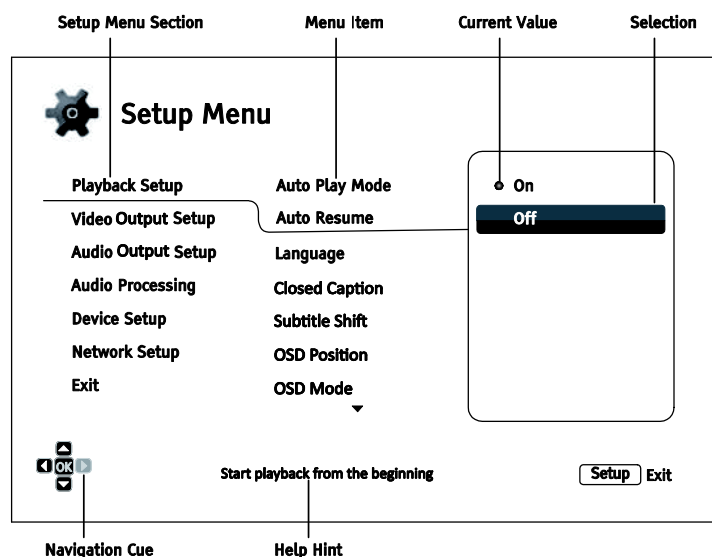 Setup Menu Section Menu Item Current Value Selection
Setup Menu
Playback Setup Auto Play Mode On
Video Output Setup Auto Resume Off
Audio Output Setup Language
Audio Processing Closed Caption
Device Setup Subtitle Shift
Network Setup OSD Position
Exit OSD Mode
OK Start playback from the beginning Setup Exit
Navigation Cue Help Hint